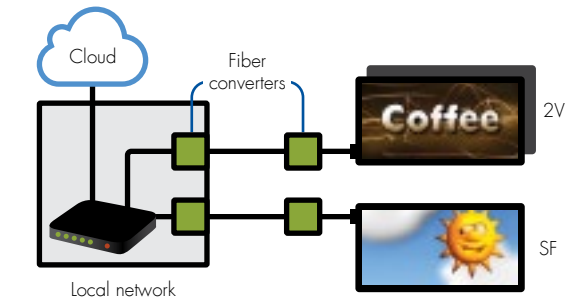 Cloud
Fiber
converters
Coffee
2V
SF
Local network